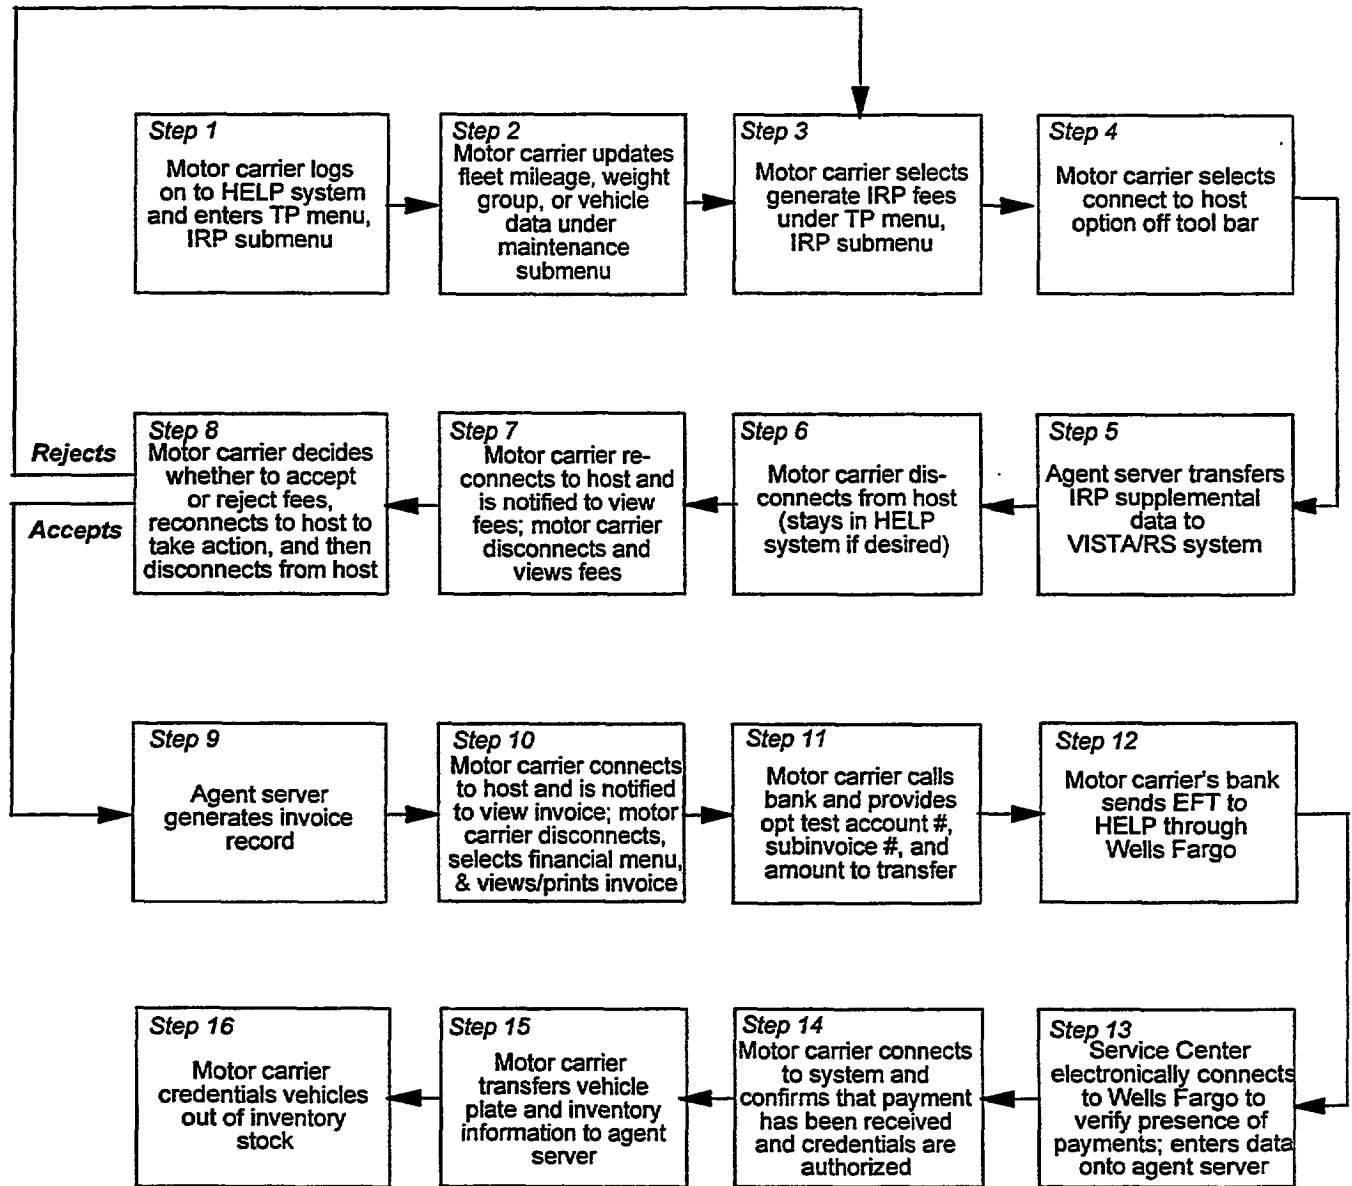 Step 1
Motor carrier logs
on to HELP system
and enters TP menu,
IRP submenu
Step 2
Motor carrier updates
fleet mileage, weight
group, or vehicle
data under
maintenance
submenu
Step 3
Motor carrier selects
generate IRP fees
under TP menu,
IRP submenu
Step 4
Motor carrier selects
connect to host
option off tool bar
Step 5
Agent server transfers
IRP supplemental
data to
VISTA/RS system
Step 6
Motor carrier dis-
connects from host
(stays in HELP
system if desired)
Step 7
Motor carrier re-
connects to host and
is notified to view
fees; motor carrier
disconnects and
views fees
Step 8
Motor carrier decides
whether to accept
or reject fees,
reconnects to host to
take action, and then
disconnects from host
Rejects
Accepts
Step 9
Agent server
generates invoice
record
Step 10
Motor carrier connects
to host and is notified
to view invoice; motor
carrier disconnects,
selects financial menu,
& views/prints invoice
Step 11
Motor carrier calls
bank and provides
opt test account #,
subinvoice #, and
amount to transfer
Step 12
Motor carrier's bank
sends EFT to
HELP through
Wells Fargo
Step 13
Service Center
electronically connects
to Wells Fargo to
verify presence of
payments; enters data
onto agent server
Step 14
Motor carrier connects
to system and
confirms that payment
has been received
and credentials are
authorized
Step 15
Motor carrier
transfers vehicle
plate and inventory
information to agent
server
Step 16
Motor carrier
credentials vehicles
out of inventory
stock